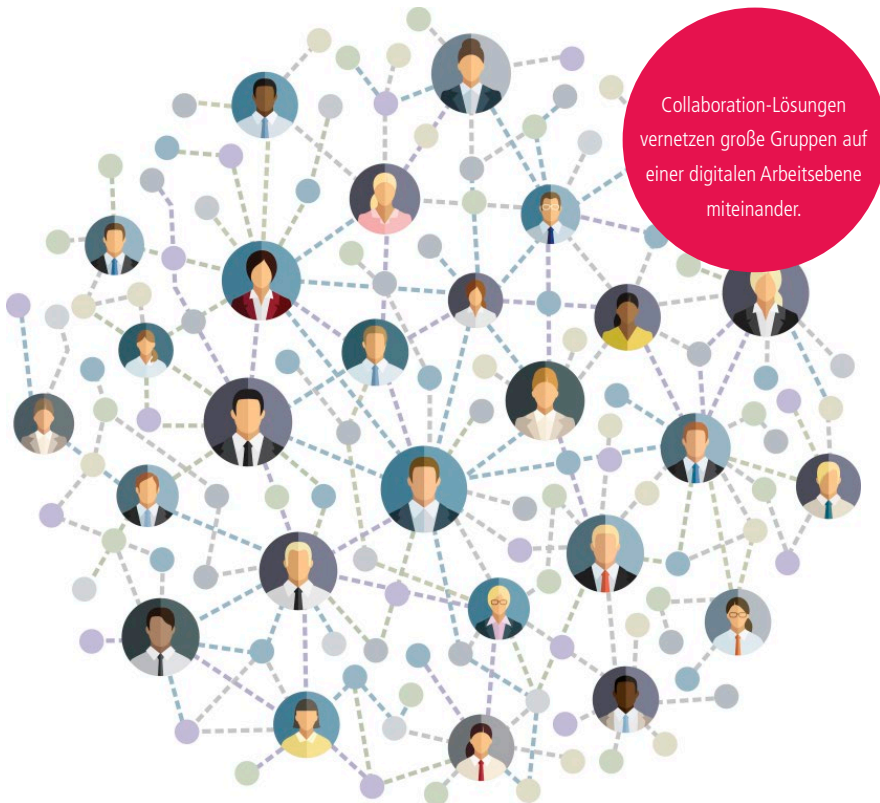 Collaboration-Lösungen
vernetzen große Gruppen auf
einer digitalen Arbeitsebene
miteinander.